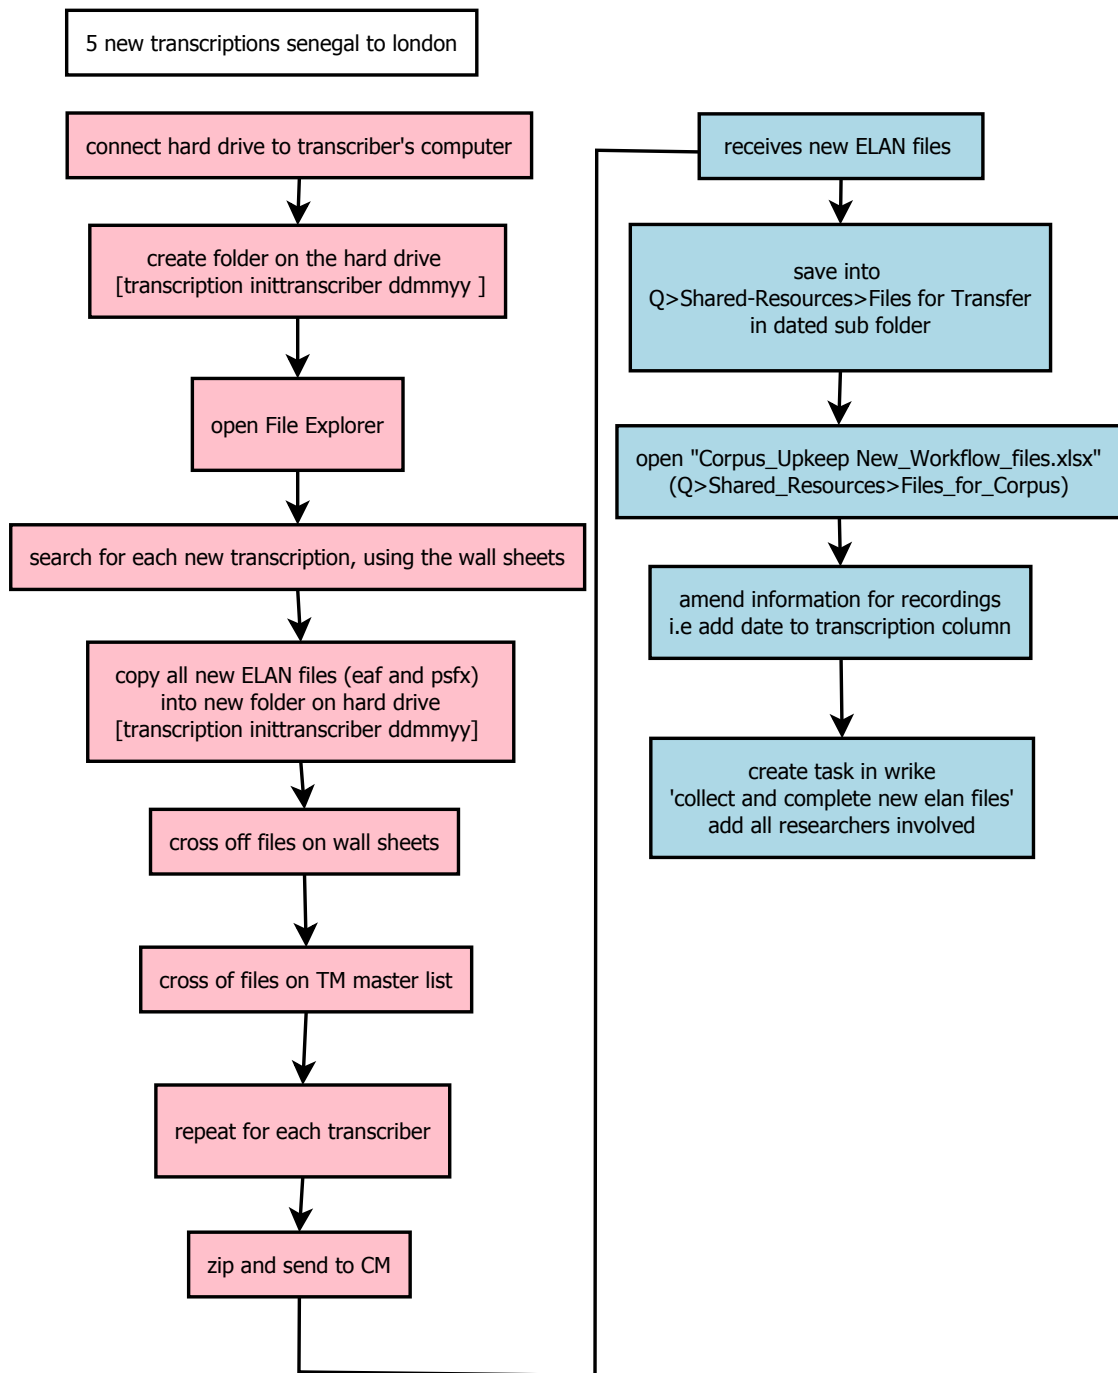 5 new transcriptions senegal to london
connect hard drive to transcriber's computer
create folder on the hard drive
[transcription inittranscriber ddmmyy ]
open File Explorer
search for each new transcription, using the wall sheets
copy all new ELAN files (eaf and psfx)
into new folder on hard drive
[transcription inittranscriber ddmmyy]
cross off files on wall sheets
cross of files on TM master list
repeat for each transcriber
zip and send to CM
receives new ELAN files
save into
Q>Shared-Resources>Files for Transfer
in dated sub folder
open "Corpus_Upkeep New_Workflow_files.xlsx"
(Q>Shared_Resources>Files_for_Corpus)
amend information for recordings
i.e add date to transcription column
create task in wrike
'collect and complete new elan files'
add all researchers involved